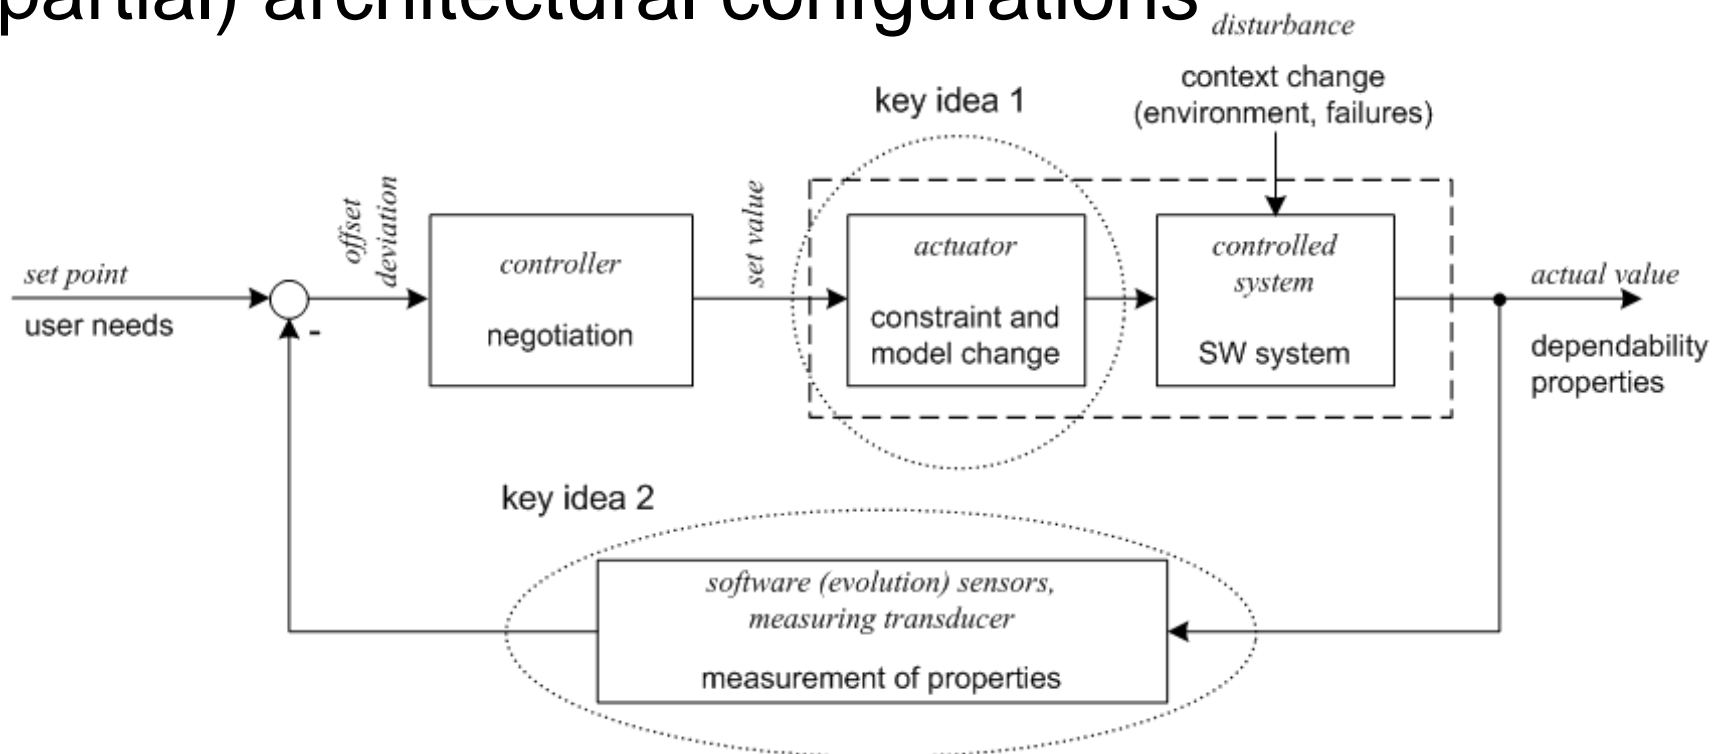 partial) architectural configurations
disturbance
context change
(environment, failures)
key idea 1
offset
deviation
set value
set point
user needs
-
controller
negotiation
actuator
constraint and
model change
controlled
system
SW system
actual value
dependability
properties
key idea 2
software (evolution) sensors,
measuring transducer
measurement of properties